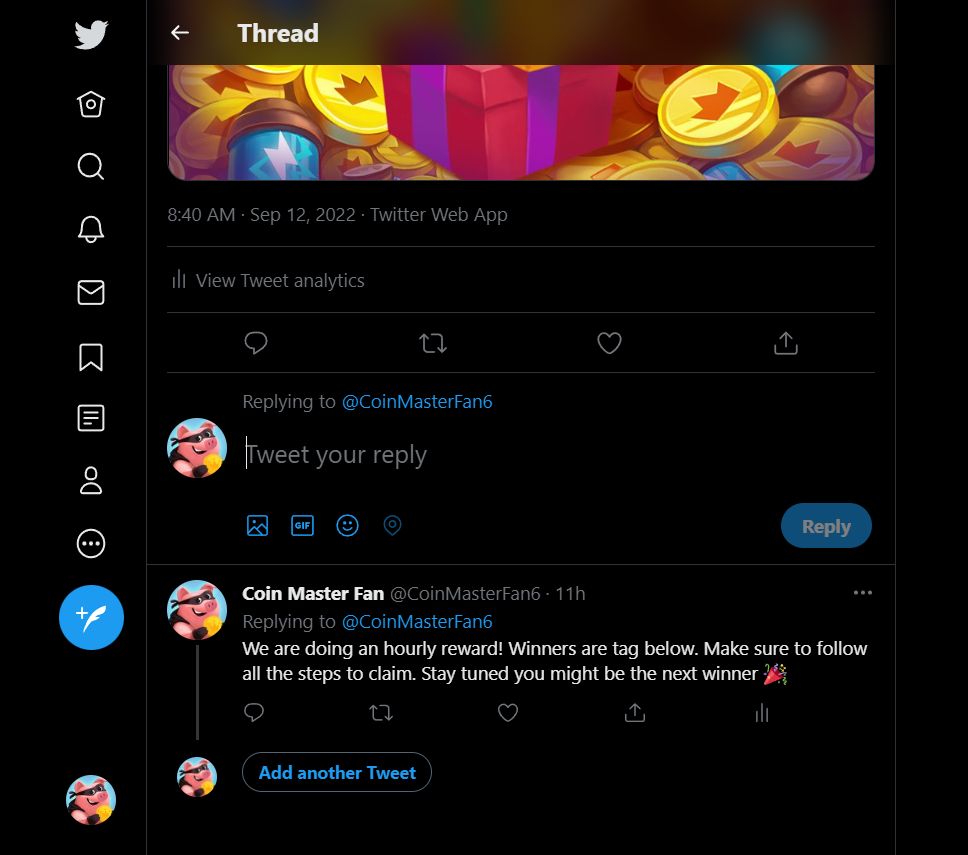 Thread
8:40 AM · Sep 12, 2022 · Twitter Web App
View Tweet analytics
Replying to @CoinMasterFan6
Tweet your reply
GIF
Reply
Coin Master Fan @CoinMasterFan6 · 11h
Replying to @CoinMasterFan6
We are doing an hourly reward! Winners are tag below. Make sure to follow
all the steps to claim. Stay tuned you might be the next winner 🎉
Add another Tweet